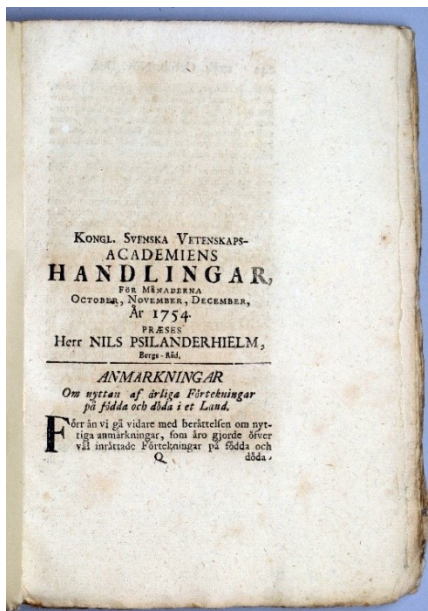 KONGL. SVENSKA VETENSKAPS-
ACADEMIENS
HANDLINGAR,
FÖR MÅNADERNA
OCTOBER, NOVEMBER, DECEMBER,
År 1754.
PRÆSES
Herr NILS PSILANDERHIELM,
Bergs-Råd.
ANMÄRKNINGAR
Om nyttan af årliga Förtekningar
på födda och döda i et Land.
Förr än vi gå vidare med berättelsen om nyt-
tiga anmärkningar, som äro gjorde öfver
väl inrättade Förtekningar på födda och
Q döda,